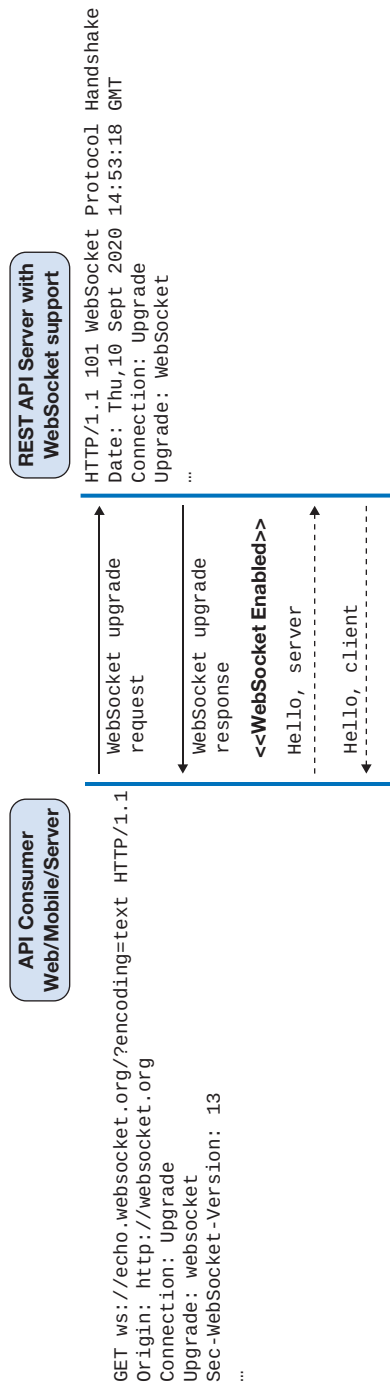 API Consumer
Web/Mobile/Server
REST API Server with
WebSocket support
GET ws://echo.websocket.org/?encoding=text HTTP/1.1
Origin: http://websocket.org
Connection: Upgrade
Upgrade: websocket
Sec-WebSocket-Version: 13
…
WebSocket upgrade
request
WebSocket upgrade
response
<<WebSocket Enabled>>
Hello, server
Hello, client
HTTP/1.1 101 WebSocket Protocol Handshake
Date: Thu,10 Sept 2020 14:53:18 GMT
Connection: Upgrade
Upgrade: WebSocket
…